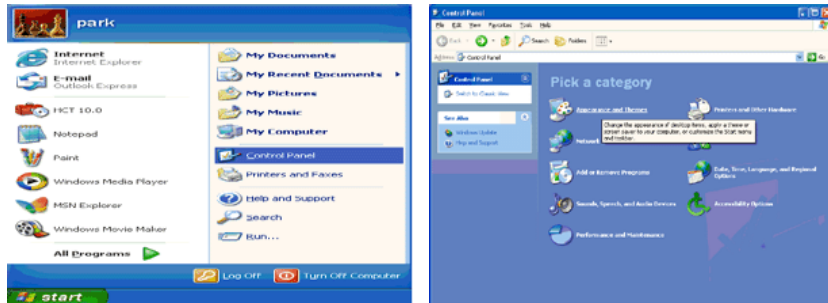 park
Internet
Internet Explorer
E-mail
Outlook Express
HCT 10.0
Notepad
Paint
Windows Media Player
MSN Explorer
Windows Movie Maker
All Programs
My Documents
My Recent Documents
My Pictures
My Music
My Computer
Control Panel
Printers and Faxes
Help and Support
Search
Run...
Log Off
Turn Off Computer
start
Control Panel
File Edit View Favorites Tools Help
Back Search Folders
Address Control Panel Go
Control Panel
Switch to Classic View
See Also
Windows Update
Help and Support
Pick a category
Appearance and Themes
Printers and Other Hardware
Change the appearance of desktop items, apply a theme or
screen saver to your computer, or customize the Start menu
and taskbar.
Network
Add or Remove Programs
Date, Time, Language, and Regional
Options
Sounds, Speech, and Audio Devices
Accessibility Options
Performance and Maintenance